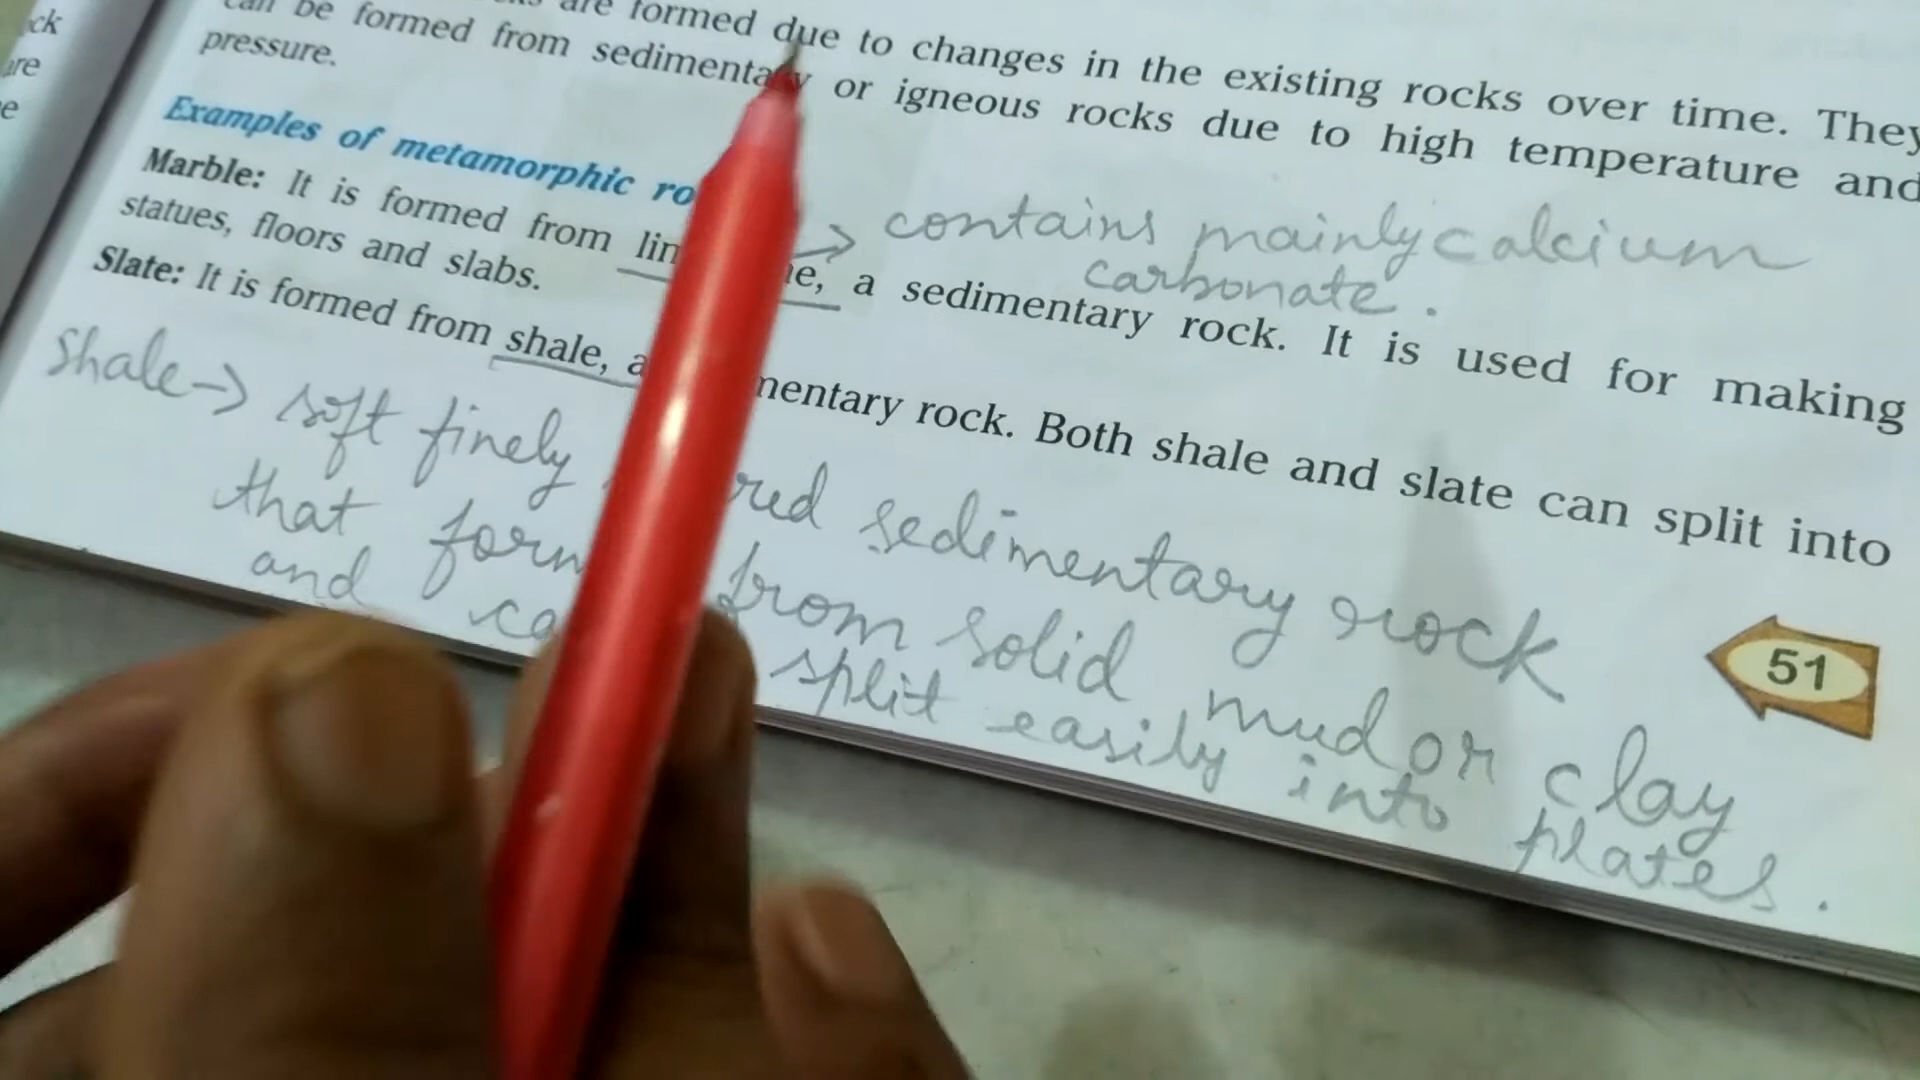 ck
are
e
are formed due to changes in the existing rocks over time. They
can be formed from sedimentary or igneous rocks due to high temperature and
pressure.
Examples of metamorphic ro
Marble: It is formed from lin e, a sedimentary rock. It is used for making
contains mainly calcium
carbonate.
statues, floors and slabs.
Slate: It is formed from shale, a mentary rock. Both shale and slate can split into
shale → soft finely red sedimentary rock
that form from solid mud or clay
and ca split easily into plates.
51